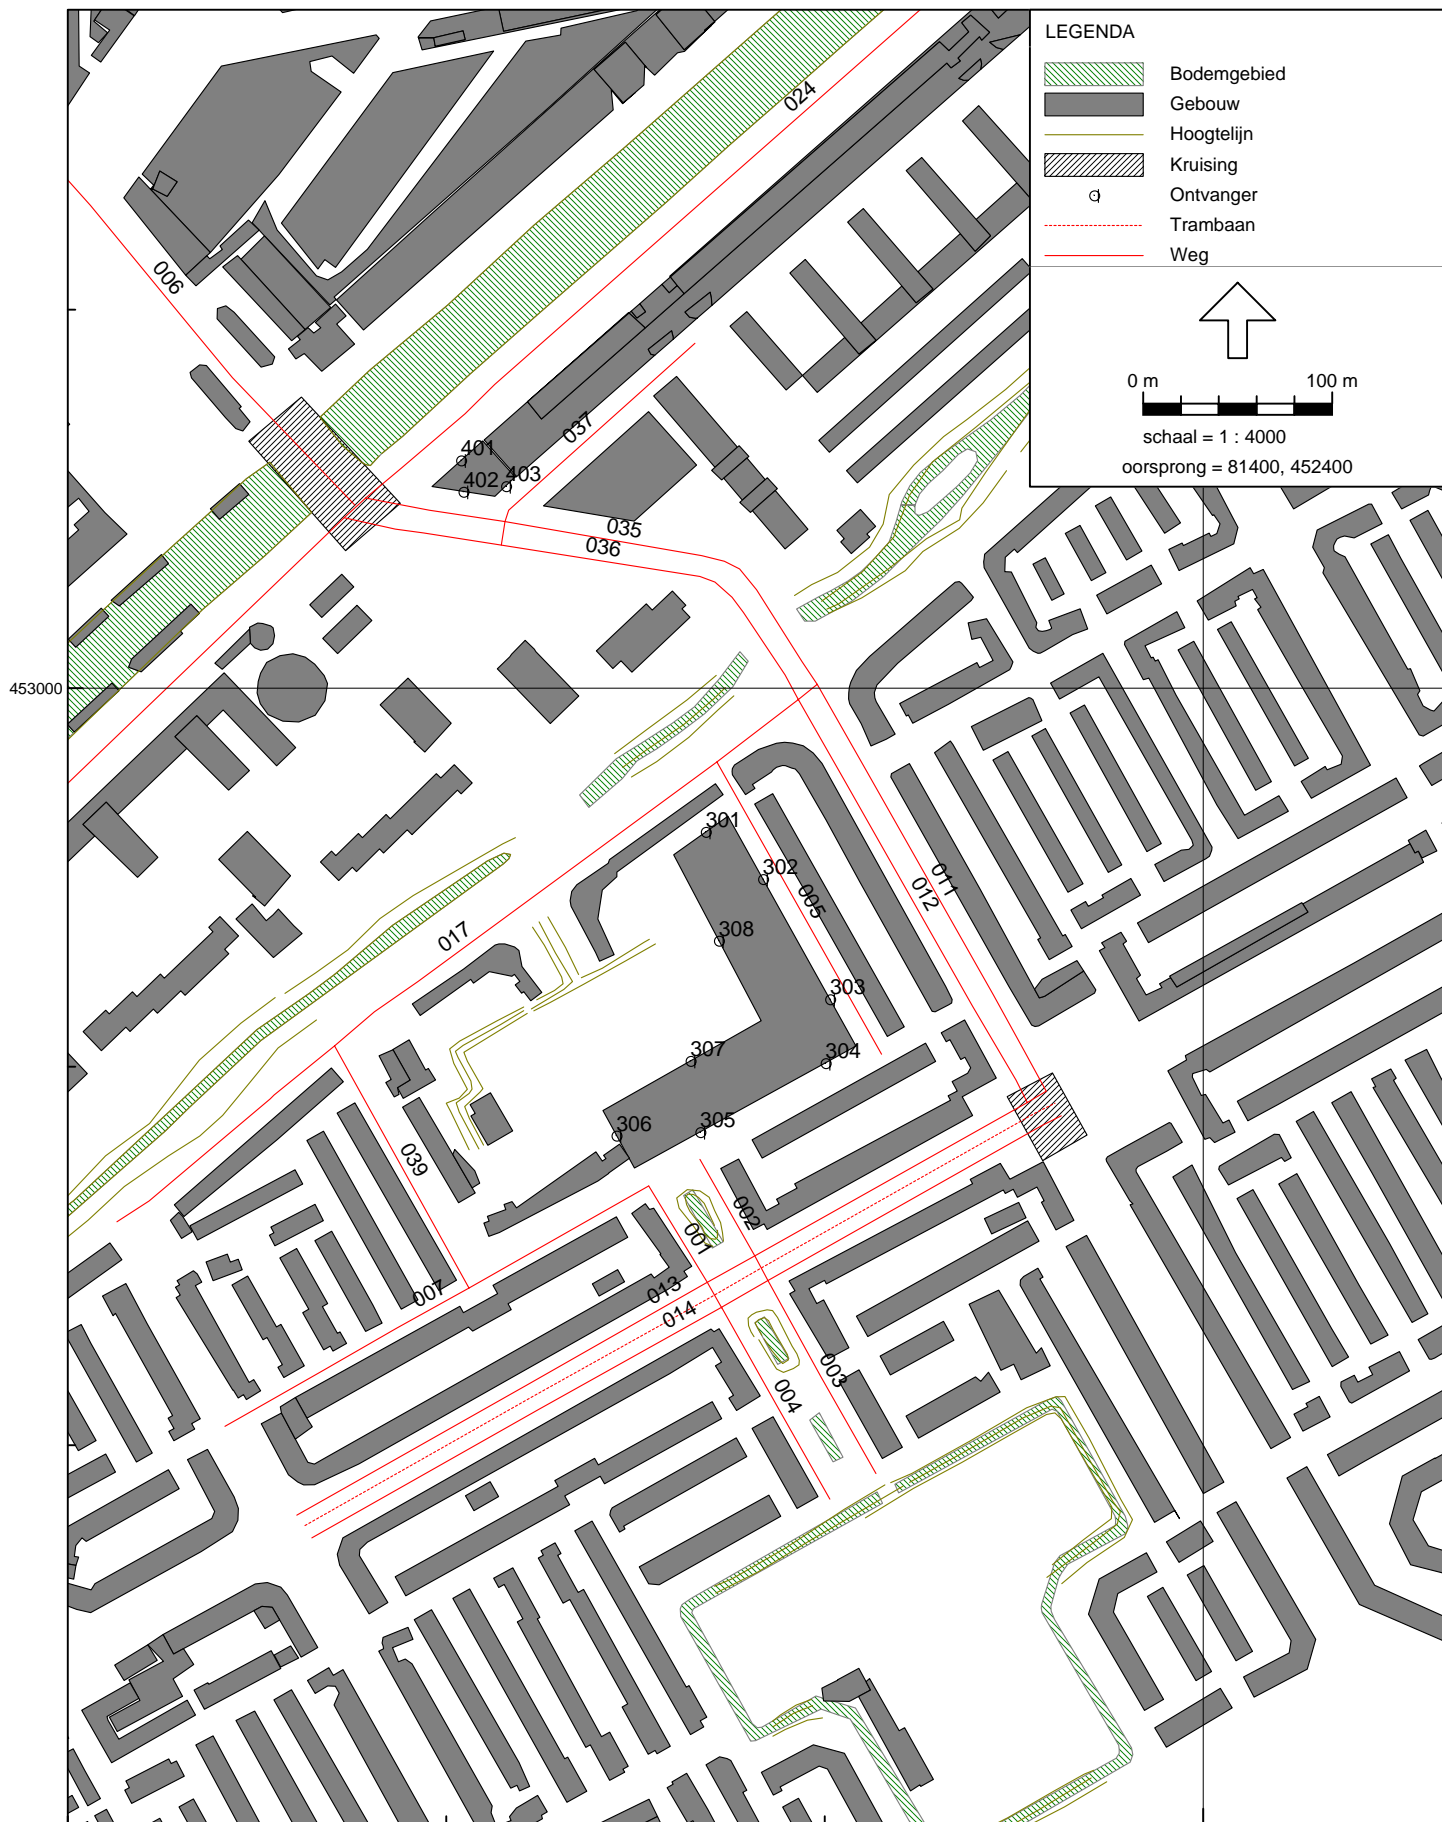 LEGENDA
Bodemgebied
Gebouw
Hoogtelijn
Kruising
Ontvanger
Trambaan
Weg
0 m 100 m
schaal = 1 : 4000
oorsprong = 81400, 452400
024
006
037
401
402
403
035
036
453000
301
302
005
011
012
308
017
303
304
307
306
305
039
002
001
007
013
014
003
004